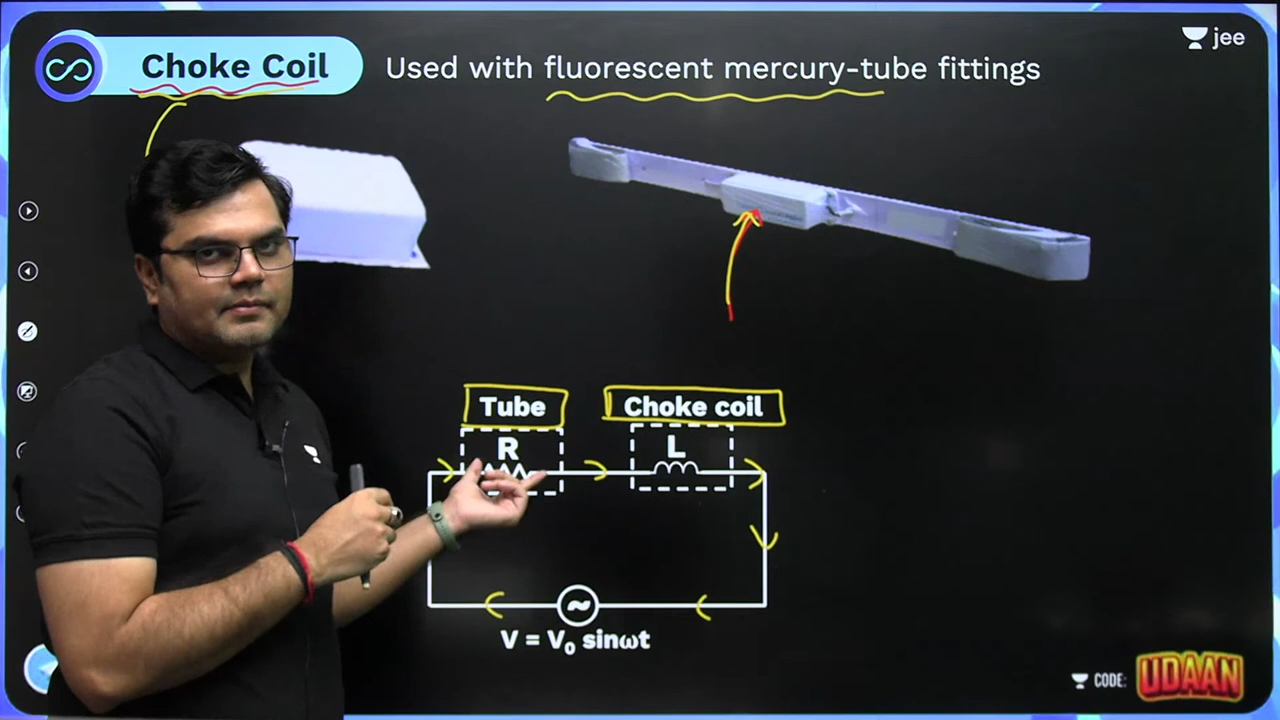 jee
Choke Coil
Used with fluorescent mercury-tube fittings
Tube
Choke coil
R
L
V = V₀ sinωt
CODE: UDAAN